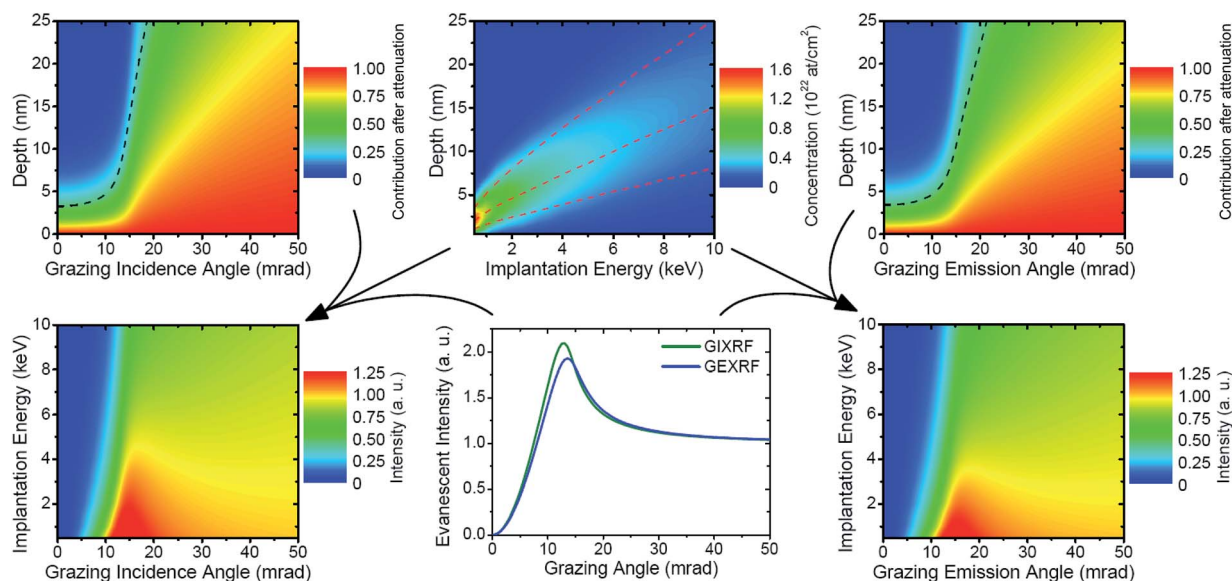 25
20
15
10
5
0
Depth (nm)
0 10 20 30 40 50
Grazing Incidence Angle (mrad)
1.00
0.75
0.50
0.25
0
Contribution after attenuation
25
20
15
10
5
Depth (nm)
2 4 6 8 10
Implantation Energy (keV)
1.6
1.2
0.8
0.4
0
Concentration (10²² at/cm²)
25
20
15
10
5
0
Depth (nm)
0 10 20 30 40 50
Grazing Emission Angle (mrad)
1.00
0.75
0.50
0.25
0
Contribution after attenuation
10
8
6
4
2
Implantation Energy (keV)
0 10 20 30 40 50
Grazing Incidence Angle (mrad)
1.25
1.00
0.75
0.50
0.25
0
Intensity (a. u.)
2.0
1.5
1.0
0.5
0.0
Evanescent Intensity (a. u.)
GIXRF
GEXRF
0 10 20 30 40 50
Grazing Angle (mrad)
10
8
6
4
2
Implantation Energy (keV)
0 10 20 30 40 50
Grazing Emission Angle (mrad)
1.25
1.00
0.75
0.50
0.25
0
Intensity (a. u.)